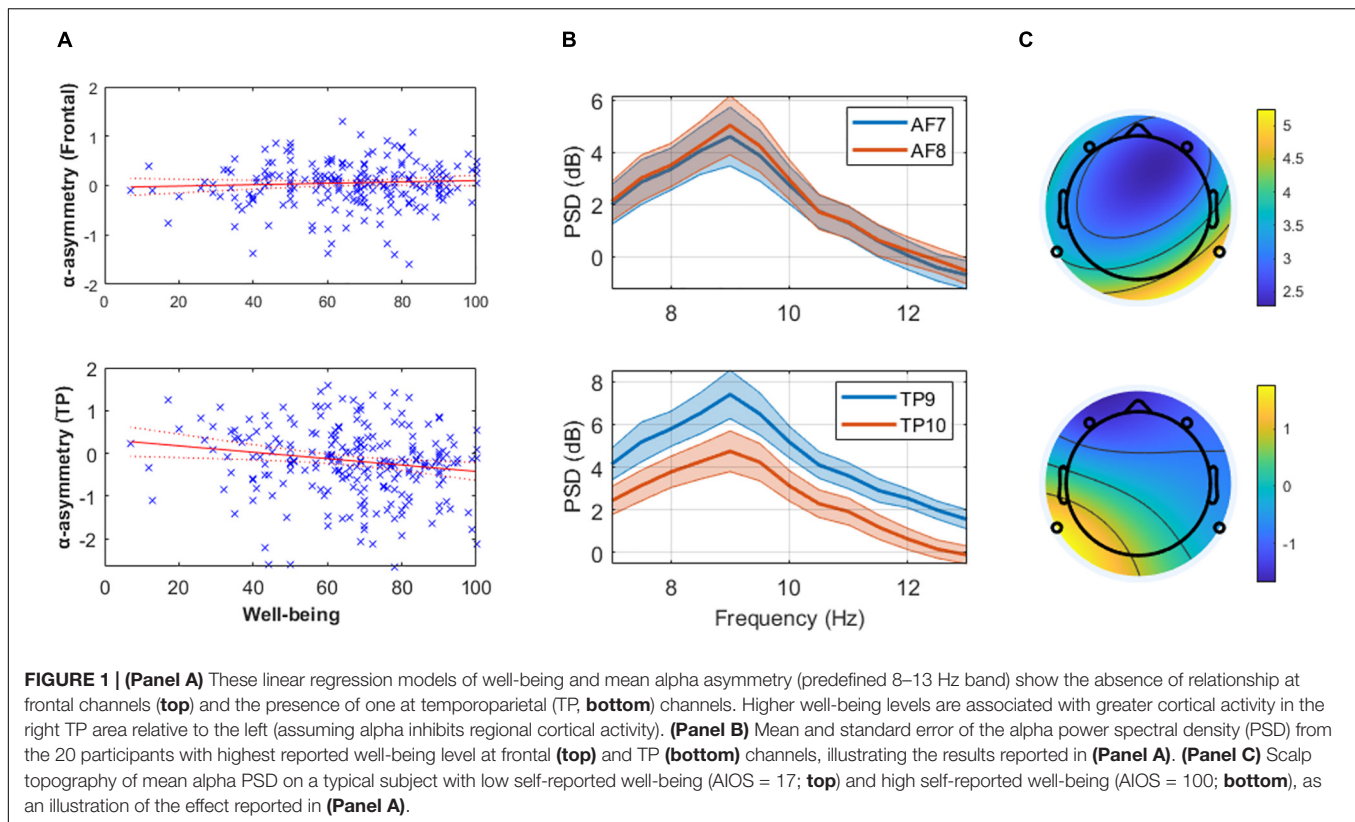 A
B
C
α-asymmetry (Frontal)
2
1
0
-1
-2
0 20 40 60 80 100
PSD (dB)
6
4
2
0
8 10 12
AF7
AF8
5
4.5
4
3.5
3
2.5
α-asymmetry (TP)
2
1
0
-1
-2
0 20 40 60 80 100
Well-being
PSD (dB)
8
6
4
2
0
8 10 12
Frequency (Hz)
TP9
TP10
1
0
-1
FIGURE 1 | (Panel A) These linear regression models of well-being and mean alpha asymmetry (predefined 8–13 Hz band) show the absence of relationship at
frontal channels (top) and the presence of one at temporoparietal (TP, bottom) channels. Higher well-being levels are associated with greater cortical activity in the
right TP area relative to the left (assuming alpha inhibits regional cortical activity). (Panel B) Mean and standard error of the alpha power spectral density (PSD) from
the 20 participants with highest reported well-being level at frontal (top) and TP (bottom) channels, illustrating the results reported in (Panel A). (Panel C) Scalp
topography of mean alpha PSD on a typical subject with low self-reported well-being (AIOS = 17; top) and high self-reported well-being (AIOS = 100; bottom), as
an illustration of the effect reported in (Panel A).